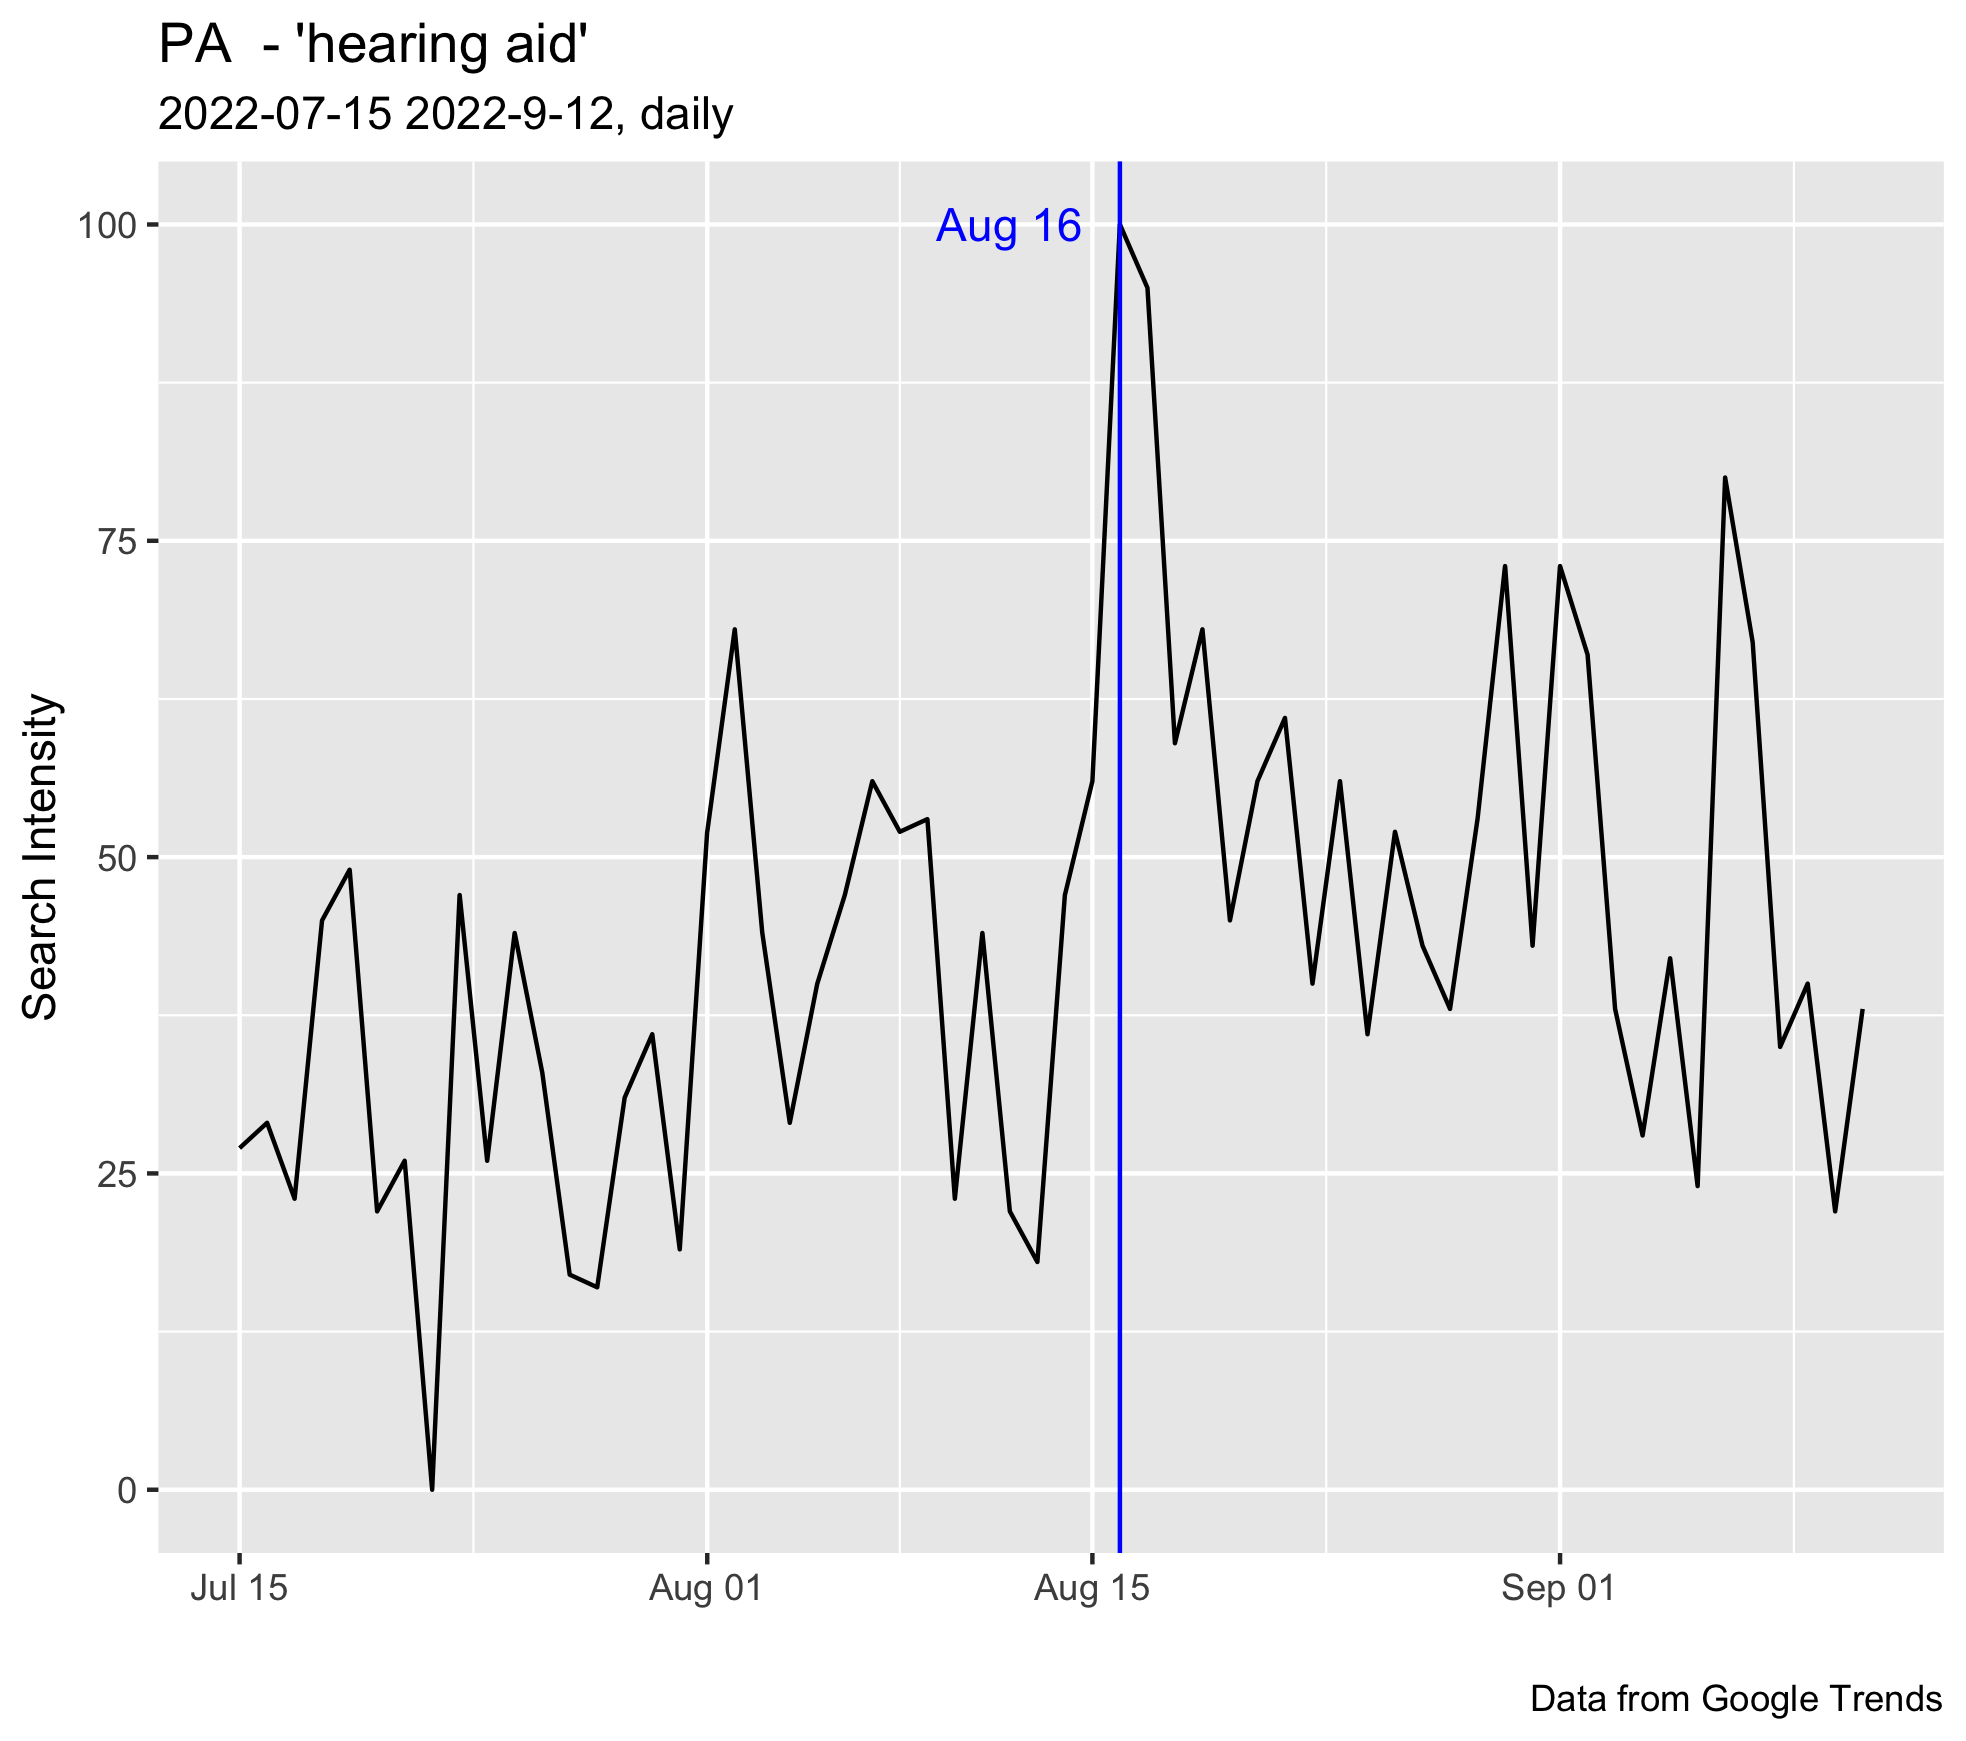 PA  - 'hearing aid'
2022-07-15 2022-9-12, daily
Aug 16
100
75
50
25
0
Search Intensity
Jul 15
Aug 01
Aug 15
Sep 01
Data from Google Trends